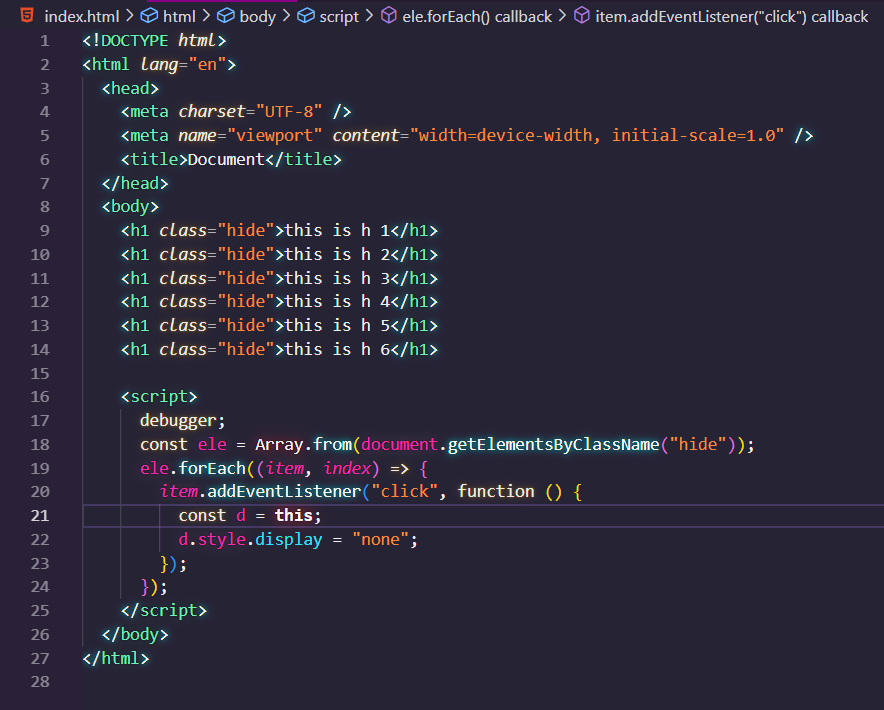 index.html > html > body > script > ele.forEach() callback > item.addEventListener("click") callback
1 <!DOCTYPE html>
2 <html lang="en">
3 <head>
4 <meta charset="UTF-8" />
5 <meta name="viewport" content="width=device-width, initial-scale=1.0" />
6 <title>Document</title>
7 </head>
8 <body>
9 <h1 class="hide">this is h 1</h1>
10 <h1 class="hide">this is h 2</h1>
11 <h1 class="hide">this is h 3</h1>
12 <h1 class="hide">this is h 4</h1>
13 <h1 class="hide">this is h 5</h1>
14 <h1 class="hide">this is h 6</h1>
15
16 <script>
17 debugger;
18 const ele = Array.from(document.getElementsByClassName("hide"));
19 ele.forEach((item, index) => {
20 item.addEventListener("click", function () {
21 const d = this;
22 d.style.display = "none";
23 });
24 });
25 </script>
26 </body>
27 </html>
28